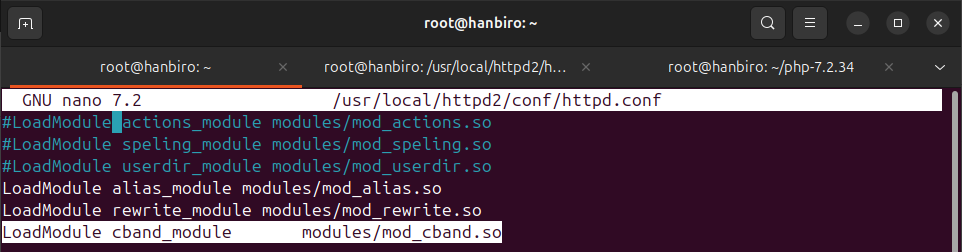 root@hanbiro: ~
root@hanbiro: ~
root@hanbiro: /usr/local/httpd2/h…
root@hanbiro: ~/php-7.2.34
GNU nano 7.2 /usr/local/httpd2/conf/httpd.conf
#LoadModule actions_module modules/mod_actions.so
#LoadModule speling_module modules/mod_speling.so
#LoadModule userdir_module modules/mod_userdir.so
LoadModule alias_module modules/mod_alias.so
LoadModule rewrite_module modules/mod_rewrite.so
LoadModule cband_module modules/mod_cband.so